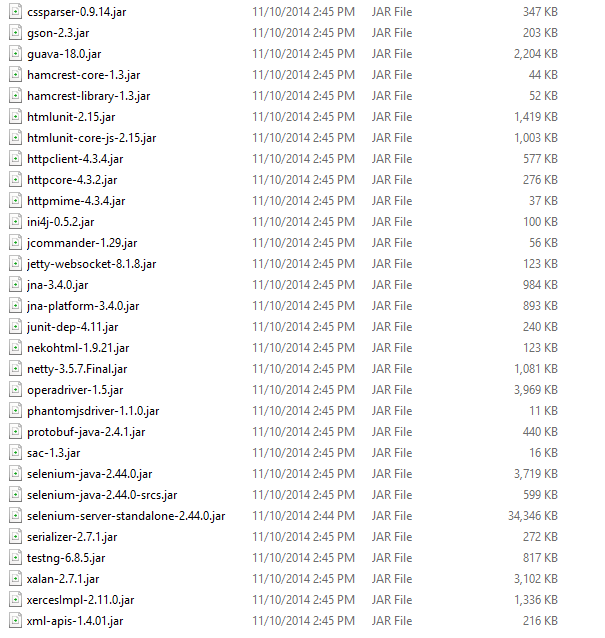 cssparser-0.9.14.jar 11/10/2014 2:45 PM JAR File 347 KB
gson-2.3.jar 11/10/2014 2:45 PM JAR File 203 KB
guava-18.0.jar 11/10/2014 2:45 PM JAR File 2,204 KB
hamcrest-core-1.3.jar 11/10/2014 2:45 PM JAR File 44 KB
hamcrest-library-1.3.jar 11/10/2014 2:45 PM JAR File 52 KB
htmlunit-2.15.jar 11/10/2014 2:45 PM JAR File 1,419 KB
htmlunit-core-js-2.15.jar 11/10/2014 2:45 PM JAR File 1,003 KB
httpclient-4.3.4.jar 11/10/2014 2:45 PM JAR File 577 KB
httpcore-4.3.2.jar 11/10/2014 2:45 PM JAR File 276 KB
httpmime-4.3.4.jar 11/10/2014 2:45 PM JAR File 37 KB
ini4j-0.5.2.jar 11/10/2014 2:45 PM JAR File 100 KB
jcommander-1.29.jar 11/10/2014 2:45 PM JAR File 56 KB
jetty-websocket-8.1.8.jar 11/10/2014 2:45 PM JAR File 123 KB
jna-3.4.0.jar 11/10/2014 2:45 PM JAR File 984 KB
jna-platform-3.4.0.jar 11/10/2014 2:45 PM JAR File 893 KB
junit-dep-4.11.jar 11/10/2014 2:45 PM JAR File 240 KB
nekohtml-1.9.21.jar 11/10/2014 2:45 PM JAR File 123 KB
netty-3.5.7.Final.jar 11/10/2014 2:45 PM JAR File 1,081 KB
operadriver-1.5.jar 11/10/2014 2:45 PM JAR File 3,969 KB
phantomjsdriver-1.1.0.jar 11/10/2014 2:45 PM JAR File 11 KB
protobuf-java-2.4.1.jar 11/10/2014 2:45 PM JAR File 440 KB
sac-1.3.jar 11/10/2014 2:45 PM JAR File 16 KB
selenium-java-2.44.0.jar 11/10/2014 2:45 PM JAR File 3,719 KB
selenium-java-2.44.0-srcs.jar 11/10/2014 2:45 PM JAR File 599 KB
selenium-server-standalone-2.44.0.jar 11/10/2014 2:44 PM JAR File 34,346 KB
serializer-2.7.1.jar 11/10/2014 2:45 PM JAR File 272 KB
testng-6.8.5.jar 11/10/2014 2:45 PM JAR File 817 KB
xalan-2.7.1.jar 11/10/2014 2:45 PM JAR File 3,102 KB
xercesImpl-2.11.0.jar 11/10/2014 2:45 PM JAR File 1,336 KB
xml-apis-1.4.01.jar 11/10/2014 2:45 PM JAR File 216 KB